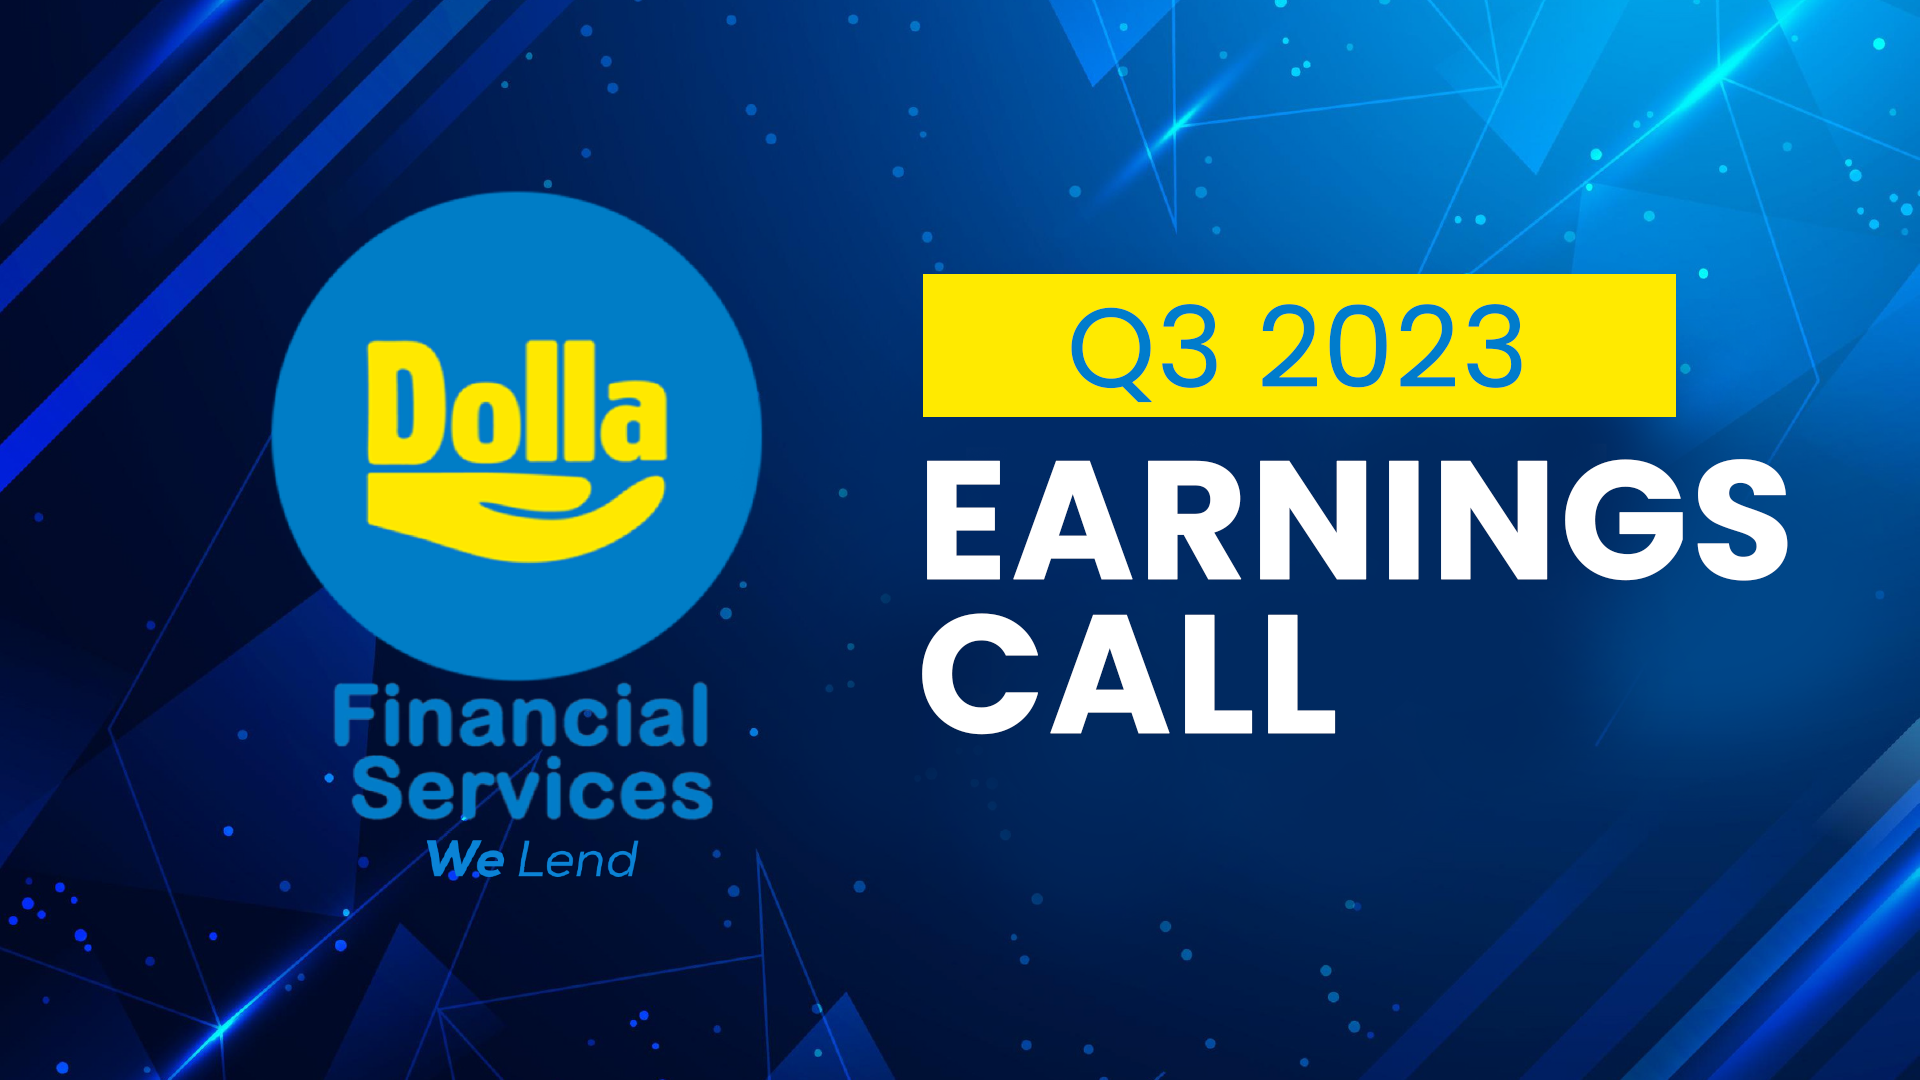 Dolla
Financial
Services
We Lend
Q3 2023
EARNINGS
CALL